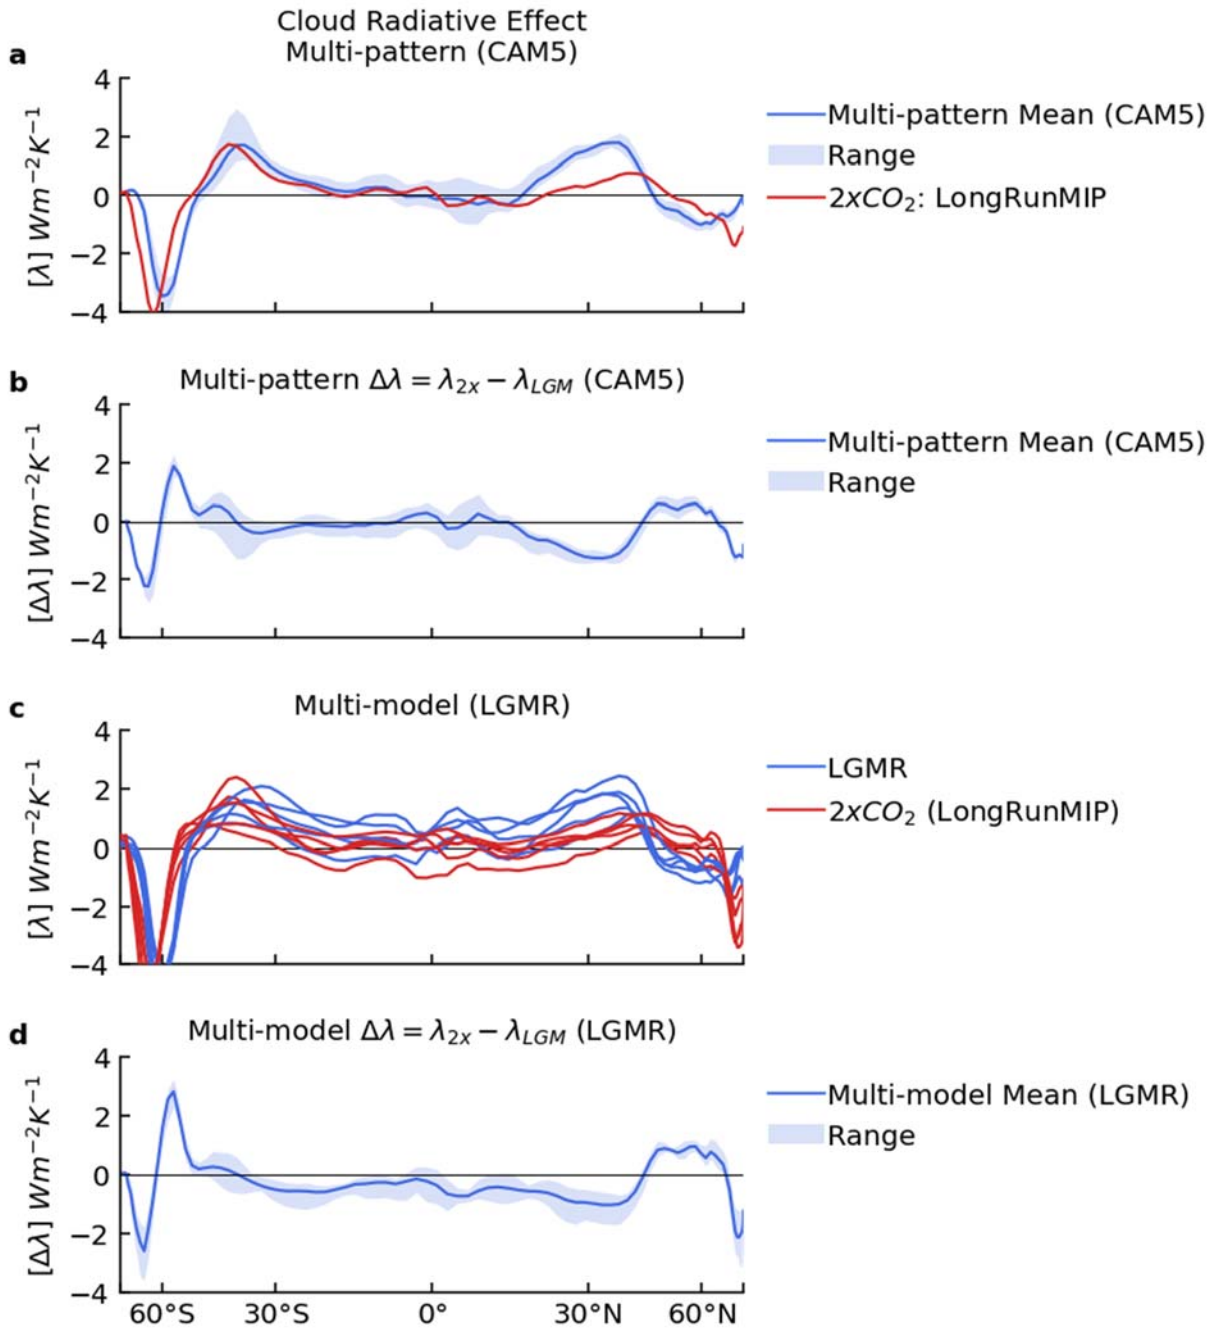 Cloud Radiative Effect
a
Multi-pattern (CAM5)
4
2
0
−2
−4
[λ] Wm⁻²K⁻¹
Multi-pattern Mean (CAM5)
Range
2xCO₂: LongRunMIP
b
Multi-pattern Δλ = λ₂ₓ − λ_LGM (CAM5)
4
2
0
−2
−4
[Δλ] Wm⁻²K⁻¹
Multi-pattern Mean (CAM5)
Range
c
Multi-model (LGMR)
4
2
0
−2
−4
[λ] Wm⁻²K⁻¹
LGMR
2xCO₂ (LongRunMIP)
d
Multi-model Δλ = λ₂ₓ − λ_LGM (LGMR)
4
2
0
−2
−4
[Δλ] Wm⁻²K⁻¹
Multi-model Mean (LGMR)
Range
60°S 30°S 0° 30°N 60°N